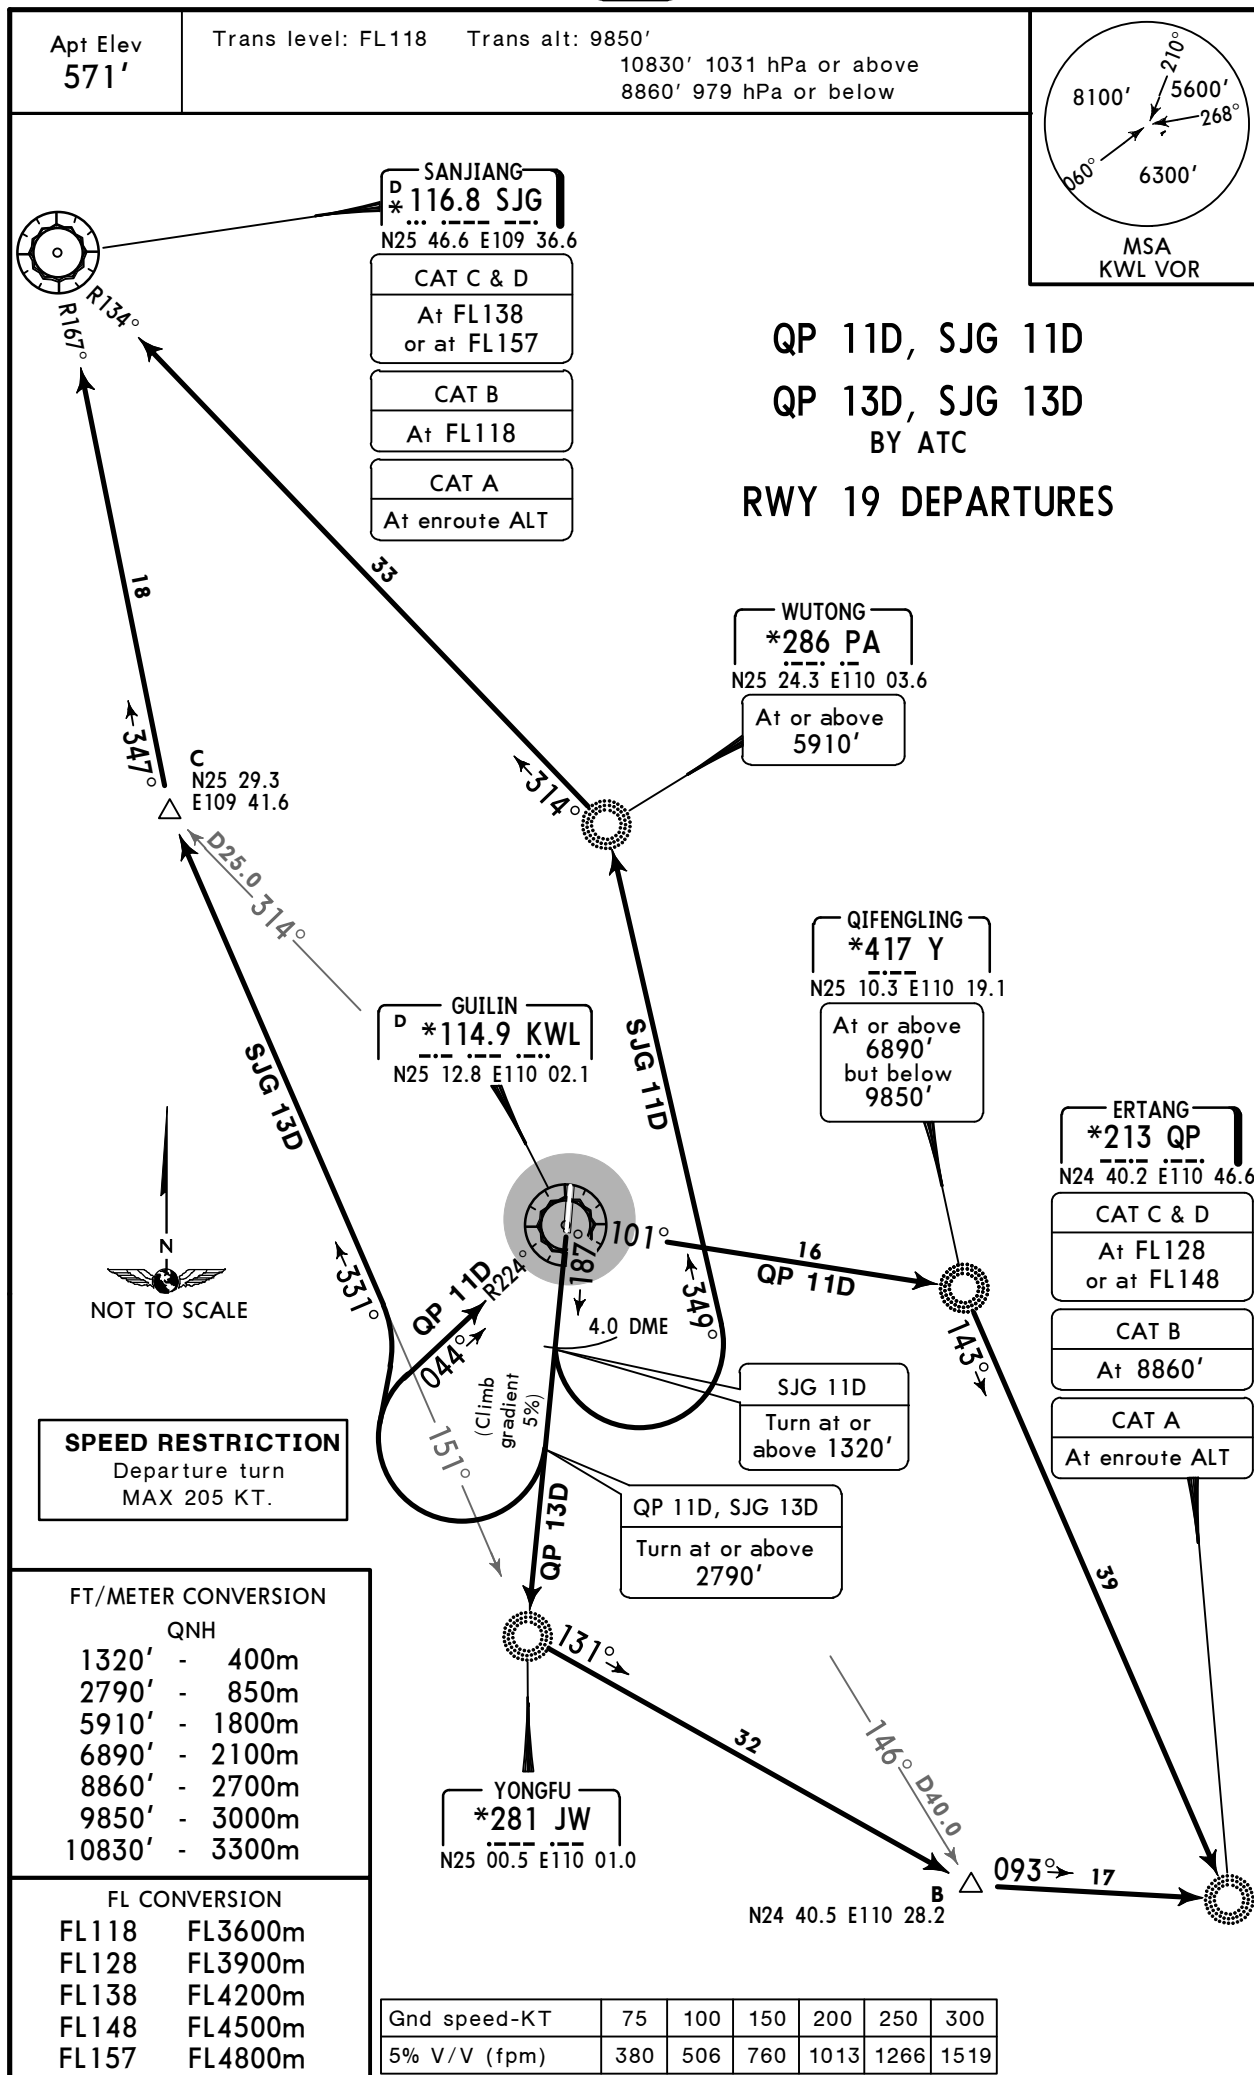 Apt Elev
571'
Trans level: FL118 Trans alt: 9850'
10830' 1031 hPa or above
8860' 979 hPa or below
8100'
210°
5600'
268°
060°
6300'
MSA
KWL VOR
SANJIANG
D
* 116.8 SJG
N25 46.6 E109 36.6
CAT C & D
At FL138
or at FL157
CAT B
At FL118
CAT A
At enroute ALT
R134°
R167°
QP 11D, SJG 11D
QP 13D, SJG 13D
BY ATC
RWY 19 DEPARTURES
18
33
WUTONG
*286 PA
N25 24.3 E110 03.6
At or above
5910'
347°
C
N25 29.3
E109 41.6
314°
D25.0
314°
QIFENGLING
*417 Y
N25 10.3 E110 19.1
At or above
6890'
but below
9850'
GUILIN
D *114.9 KWL
N25 12.8 E110 02.1
SJG 13D
SJG 11D
ERTANG
*213 QP
N24 40.2 E110 46.6
CAT C & D
At FL128
or at FL148
CAT B
At 8860'
CAT A
At enroute ALT
N
NOT TO SCALE
331°
QP 11D
R224°
044°
187°
101°
16
QP 11D
349°
4.0 DME
143°
(Climb
gradient
5%)
151°
SJG 11D
Turn at or
above 1320'
SPEED RESTRICTION
Departure turn
MAX 205 KT.
QP 13D
QP 11D, SJG 13D
Turn at or above
2790'
39
131°
32
146° D40.0
YONGFU
*281 JW
N25 00.5 E110 01.0
093°
17
B
N24 40.5 E110 28.2
FT/METER CONVERSION
QNH
1320' - 400m
2790' - 850m
5910' - 1800m
6890' - 2100m
8860' - 2700m
9850' - 3000m
10830' - 3300m
FL CONVERSION
FL118 FL3600m
FL128 FL3900m
FL138 FL4200m
FL148 FL4500m
FL157 FL4800m
Gnd speed-KT 75 100 150 200 250 300
5% V/V (fpm) 380 506 760 1013 1266 1519